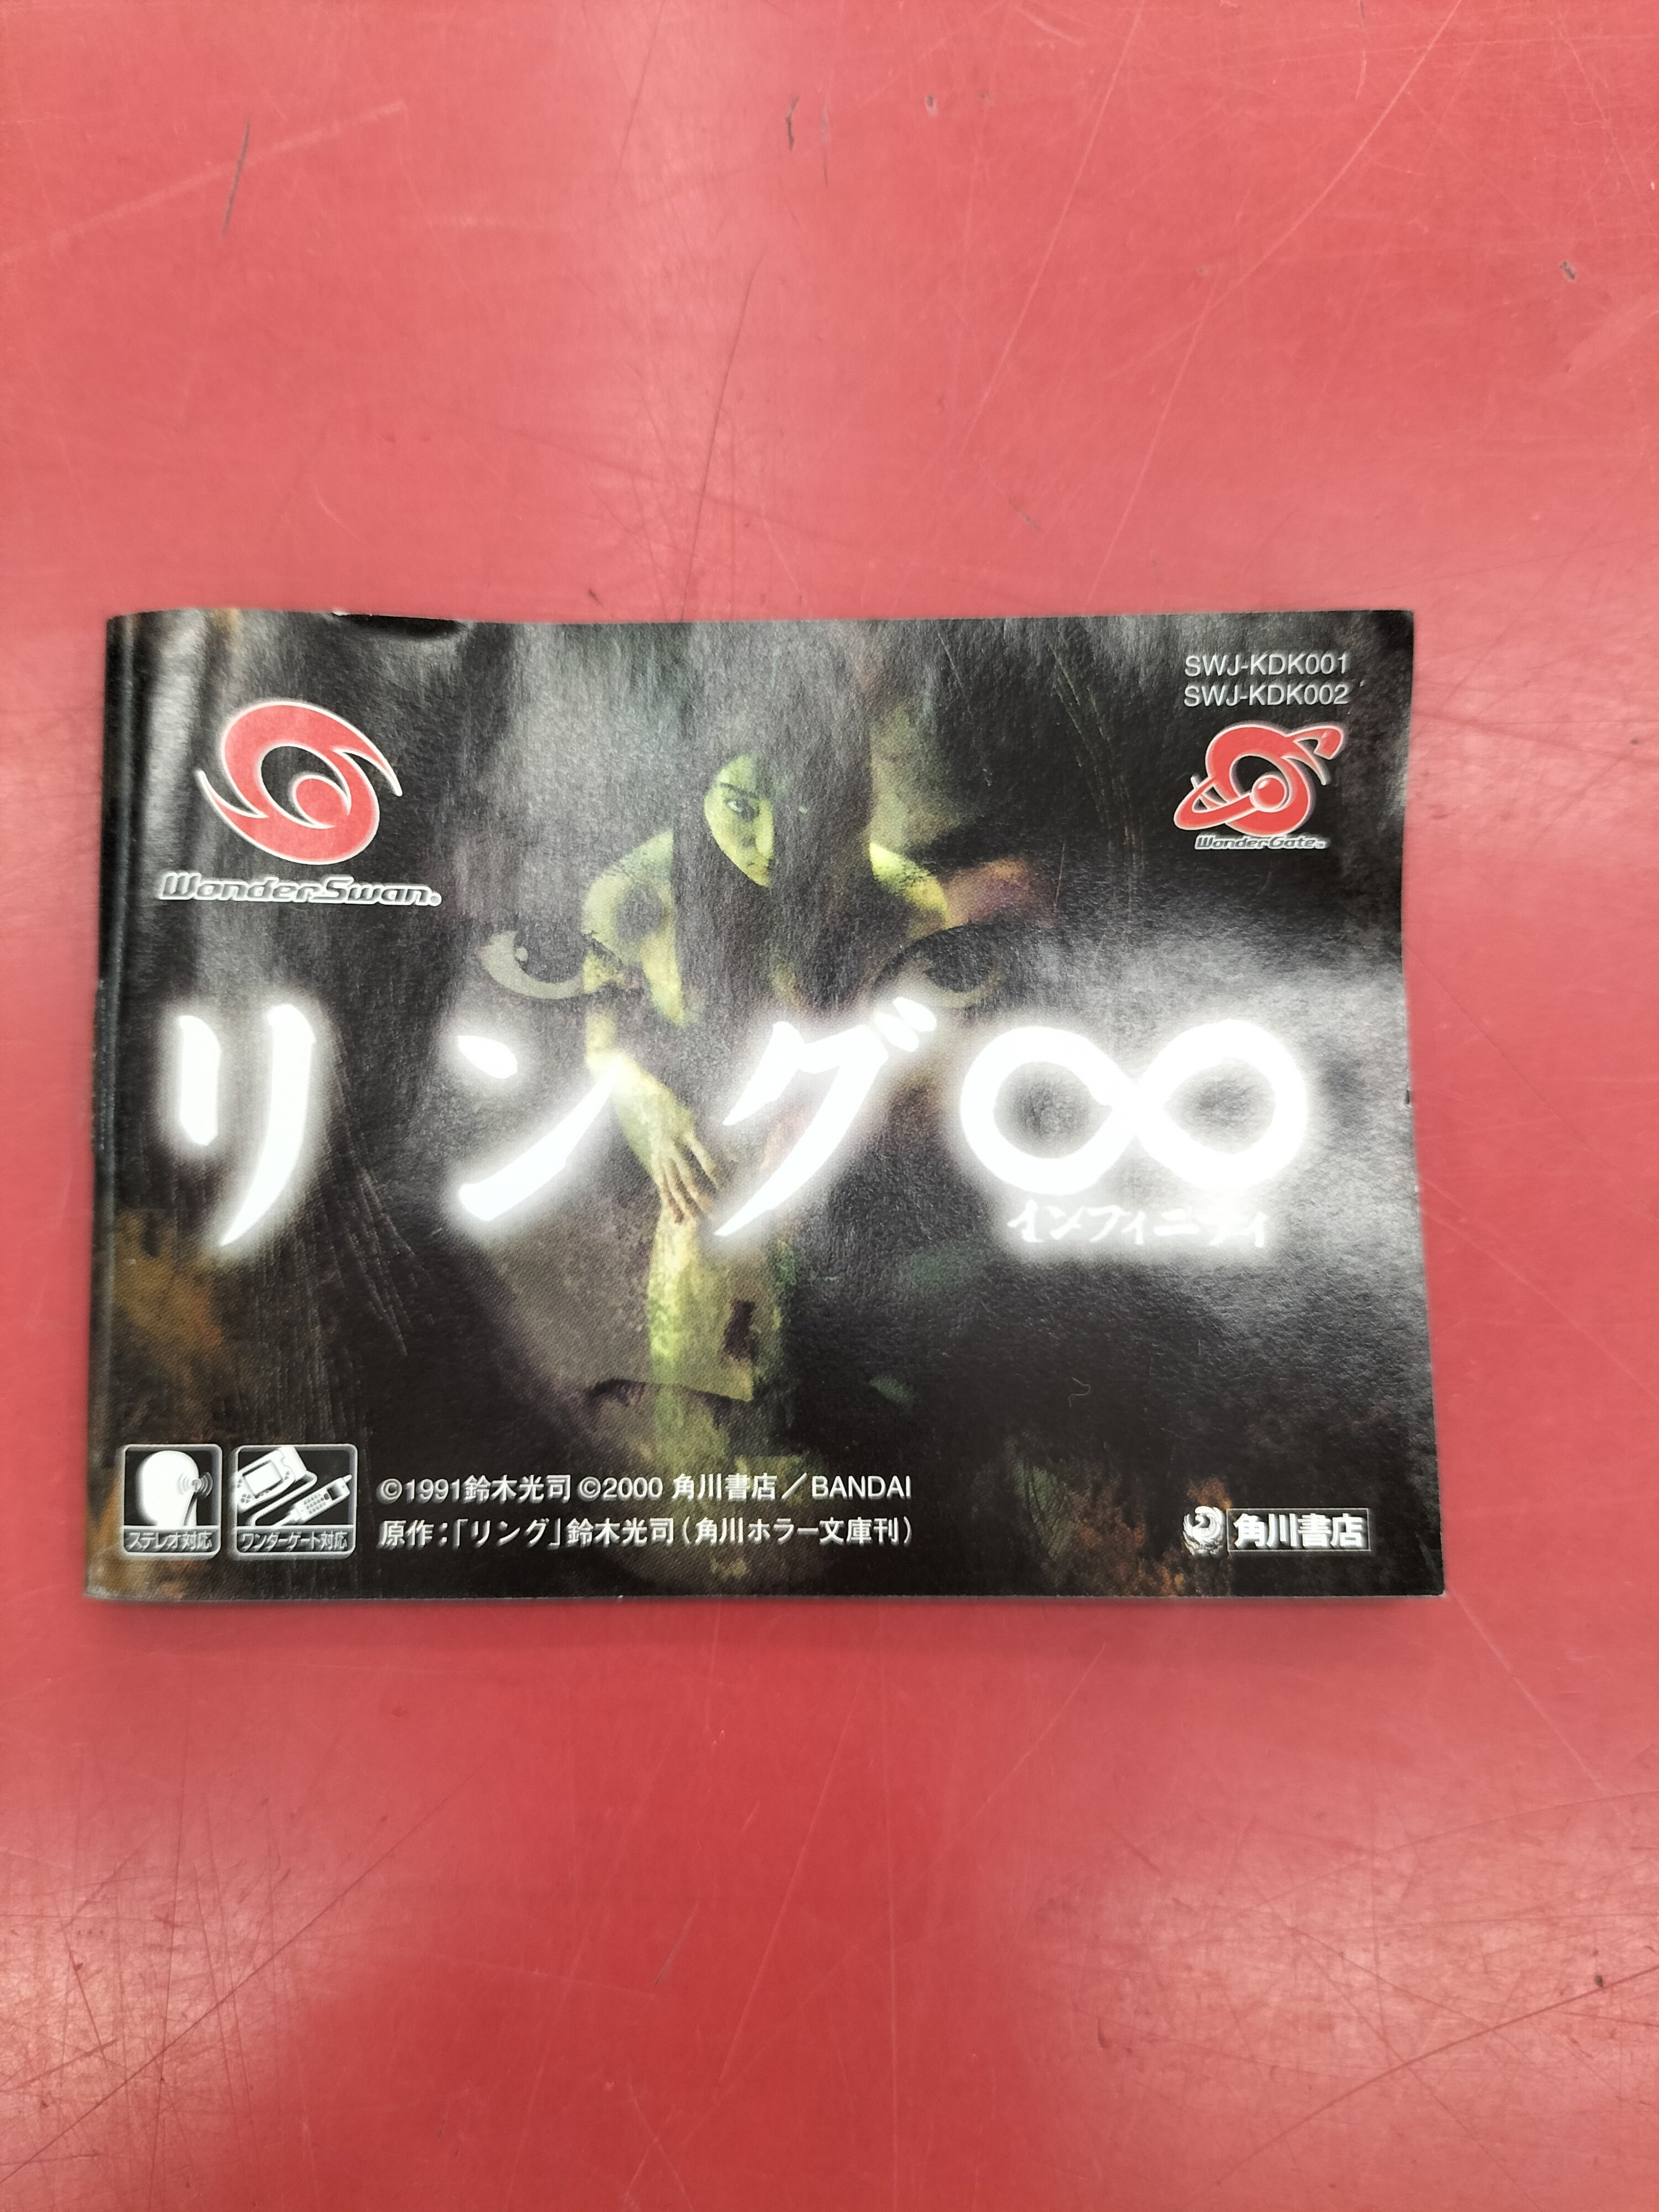 SWJ-KDK001
SWJ-KDK002
WonderSwan®
WonderGate™
リング∞
インフィニティ
ステレオ対応
ワンダーゲート対応
©1991鈴木光司 ©2000 角川書店／BANDAI
原作：「リング」鈴木光司（角川ホラー文庫刊）
角川書店